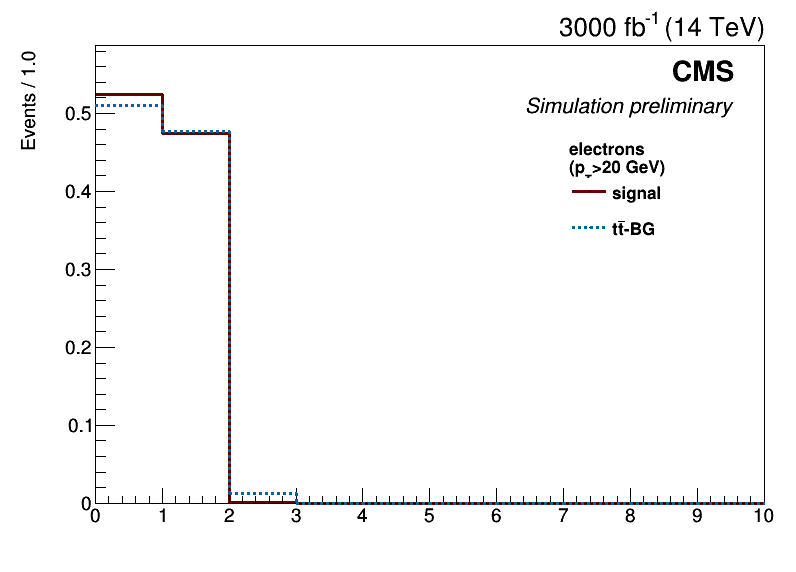 3000 fb-1 (14 TeV)
CMS
Simulation preliminary
electrons
(pT>20 GeV)
signal
tt̄-BG
Events / 1.0
0.5
0.4
0.3
0.2
0.1
0
0 1 2 3 4 5 6 7 8 9 10